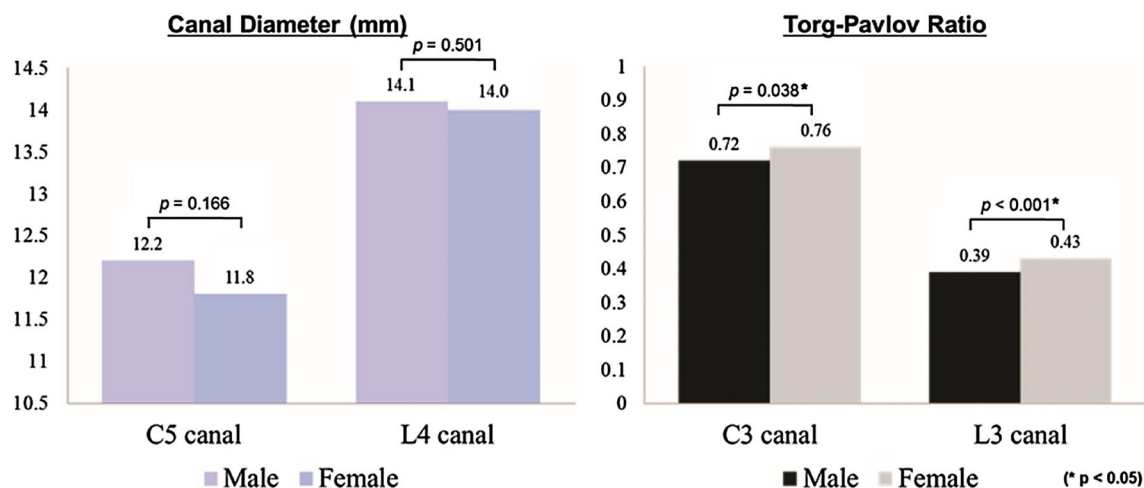 Canal Diameter (mm)
p = 0.501
14.5
14.1
14.0
14
13.5
13
p = 0.166
12.5
12.2
11.8
12
11.5
11
10.5
C5 canal
L4 canal
Male
Female
Torg-Pavlov Ratio
1
p = 0.038*
0.9
0.76
0.8
0.72
0.7
p < 0.001*
0.6
0.5
0.39
0.43
0.4
0.3
0.2
0.1
0
C3 canal
L3 canal
Male
Female
(* p < 0.05)